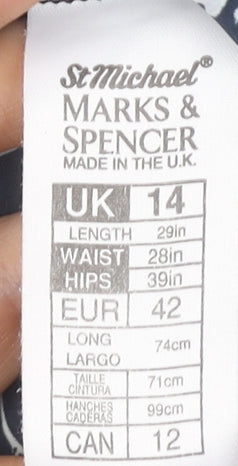 St Michael®
MARKS &
SPENCER
MADE IN THE U.K.
UK 14
LENGTH 29in
WAIST 28in
HIPS 39in
EUR 42
LONG
LARGO 74cm
TAILLE
CINTURA 71cm
HANCHES
CADERAS 99cm
CAN 12